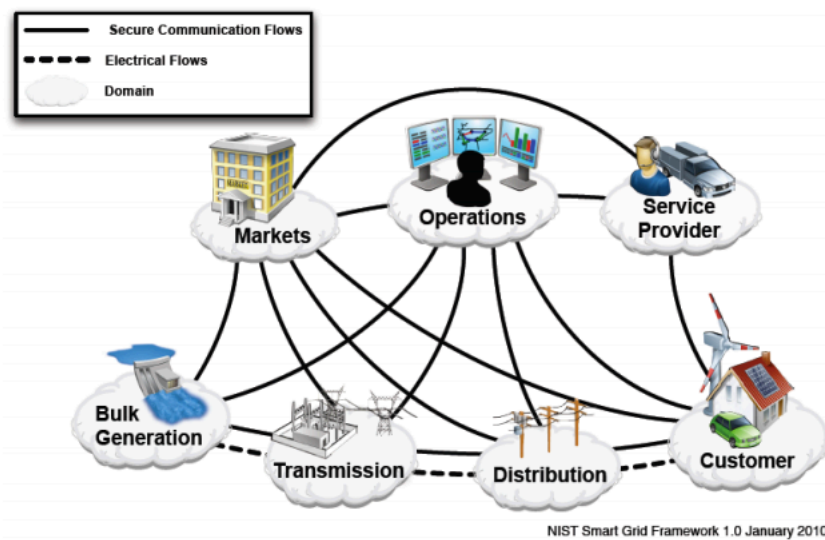 Secure Communication Flows
Electrical Flows
Domain
Markets
Operations
Service
Provider
Bulk
Generation
Transmission
Distribution
Customer
NIST Smart Grid Framework 1.0 January 2010